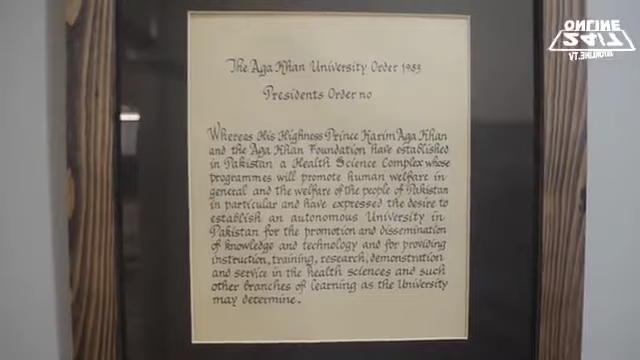 The Aga Khan University Order 1983
Presidents Order no
Whereas His Highness Prince Karim Aga Khan
and the Aga Khan Foundation have established
in Pakistan a Health Science Complex whose
programmes will promote human welfare in
general and the welfare of the people of Pakistan
in particular and have expressed the desire to
establish an autonomous University in
Pakistan for the promotion and dissemination
of knowledge and technology and for providing
instruction, training, research, demonstration
and service in the health sciences and such
other branches of learning as the University
may determine.
ONLINE
24/7